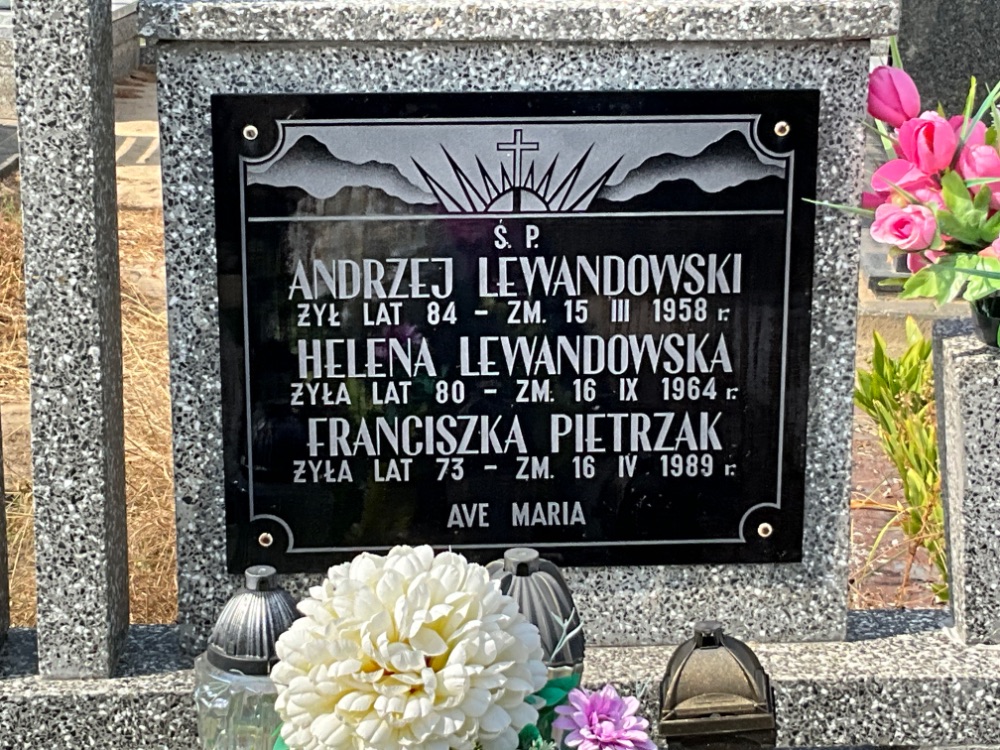 Ś. P.
ANDRZEJ LEWANDOWSKI
ŻYŁ LAT 84 – ZM. 15 III 1958 r.
HELENA LEWANDOWSKA
ŻYŁA LAT 80 – ZM. 16 IX 1964 r.
FRANCISZKA PIETRZAK
ŻYŁA LAT 73 – ZM. 16 IV 1989 r.
AVE MARIA